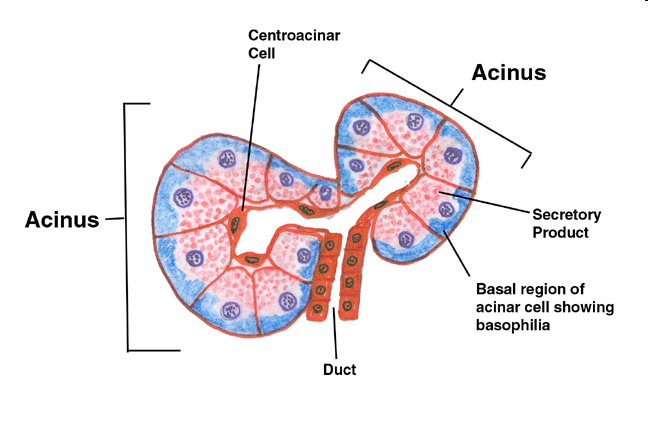 Centroacinar
Cell
Acinus
Acinus
Secretory
Product
Basal region of
acinar cell showing
basophilia
Duct